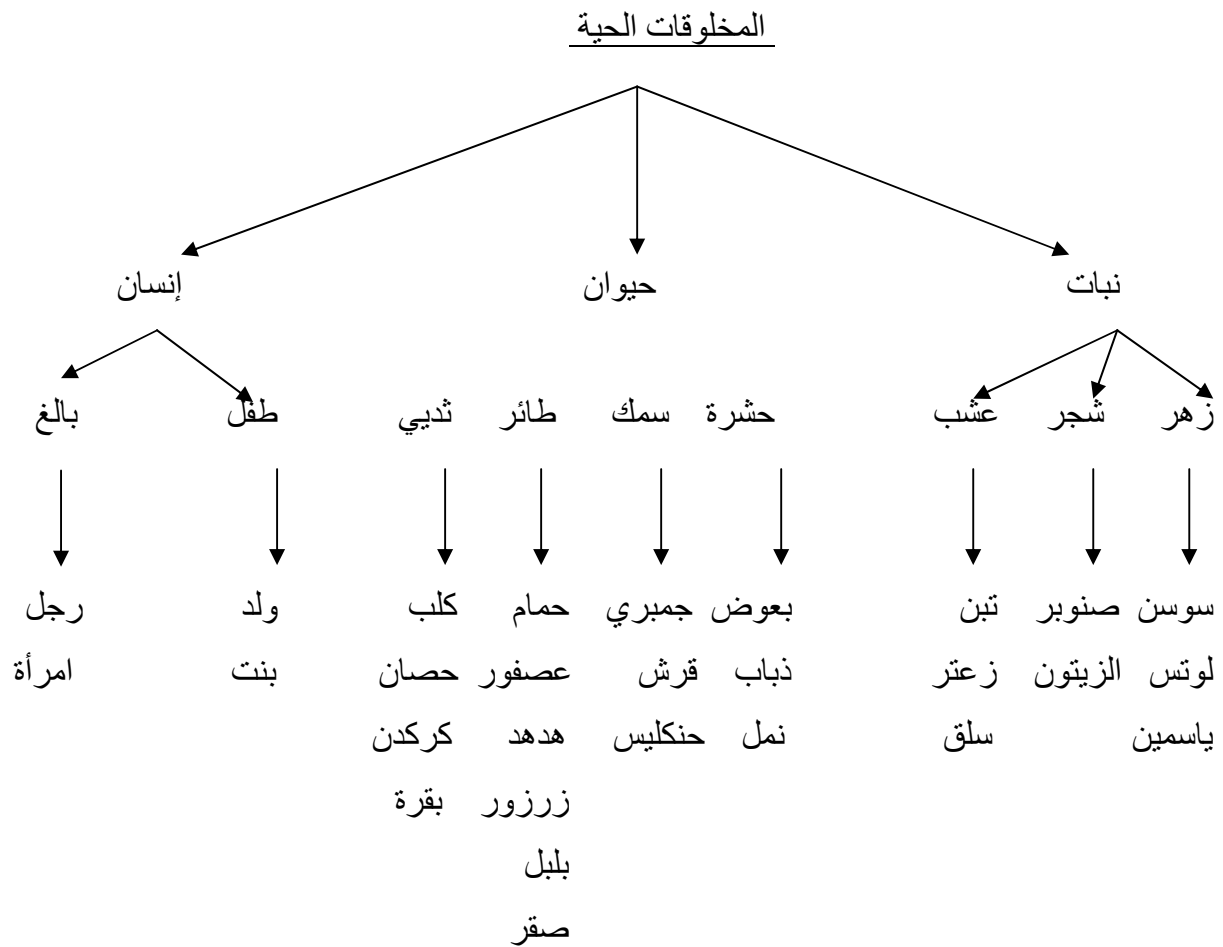 المخلوقات الحية
نبات حيوان إنسان
زهر شجر عشب حشرة سمك طائر ثديي طفل بالغ
سوسن صنوبر تبن بعوض جمبري حمام كلب ولد رجل
لوتس الزيتون زعتر ذباب قرش عصفور حصان بنت امرأة
ياسمين سلق نمل حنكليس هدهد كركدن
زرزور بقرة
بلبل
صقر